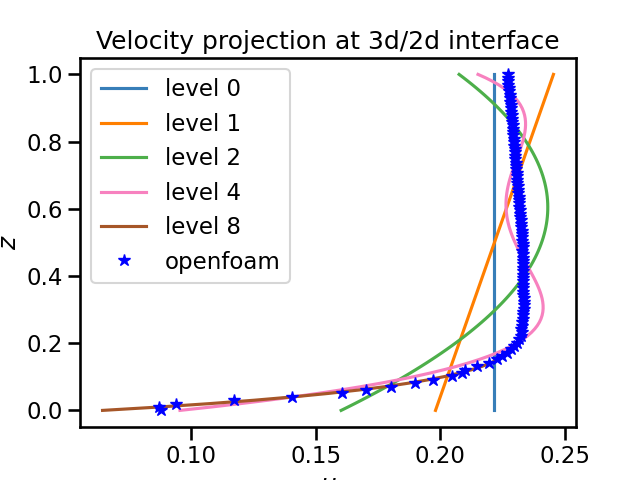 Velocity projection at 3d/2d interface
1.0
0.8
0.6
0.4
0.2
0.0
z
level 0
level 1
level 2
level 4
level 8
openfoam
0.10
0.15
0.20
0.25